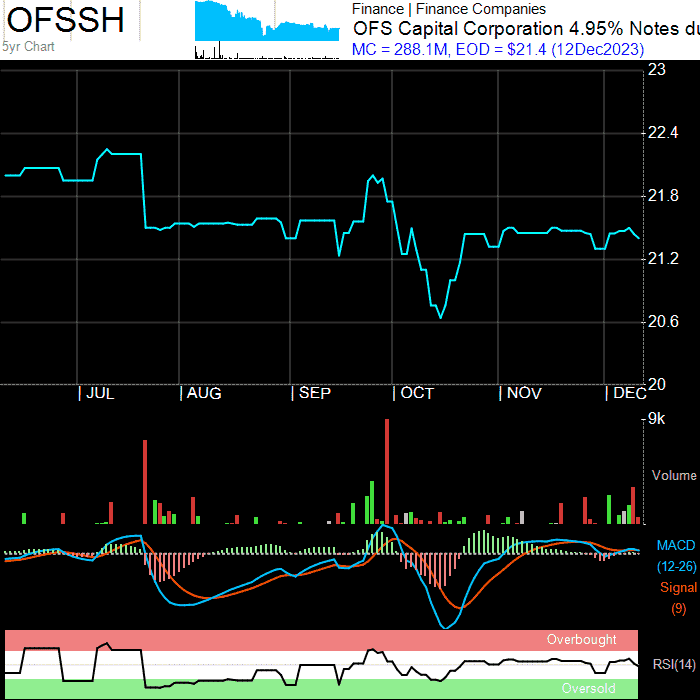 OFSSH
5yr Chart
Finance | Finance Companies
OFS Capital Corporation 4.95% Notes du
MC = 288.1M, EOD = $21.4 (12Dec2023)
23
22.4
21.8
21.2
20.6
20
| JUL | AUG | SEP | OCT | NOV | DEC
9k
Volume
MACD
(12-26)
Signal
(9)
Overbought
RSI(14)
Oversold